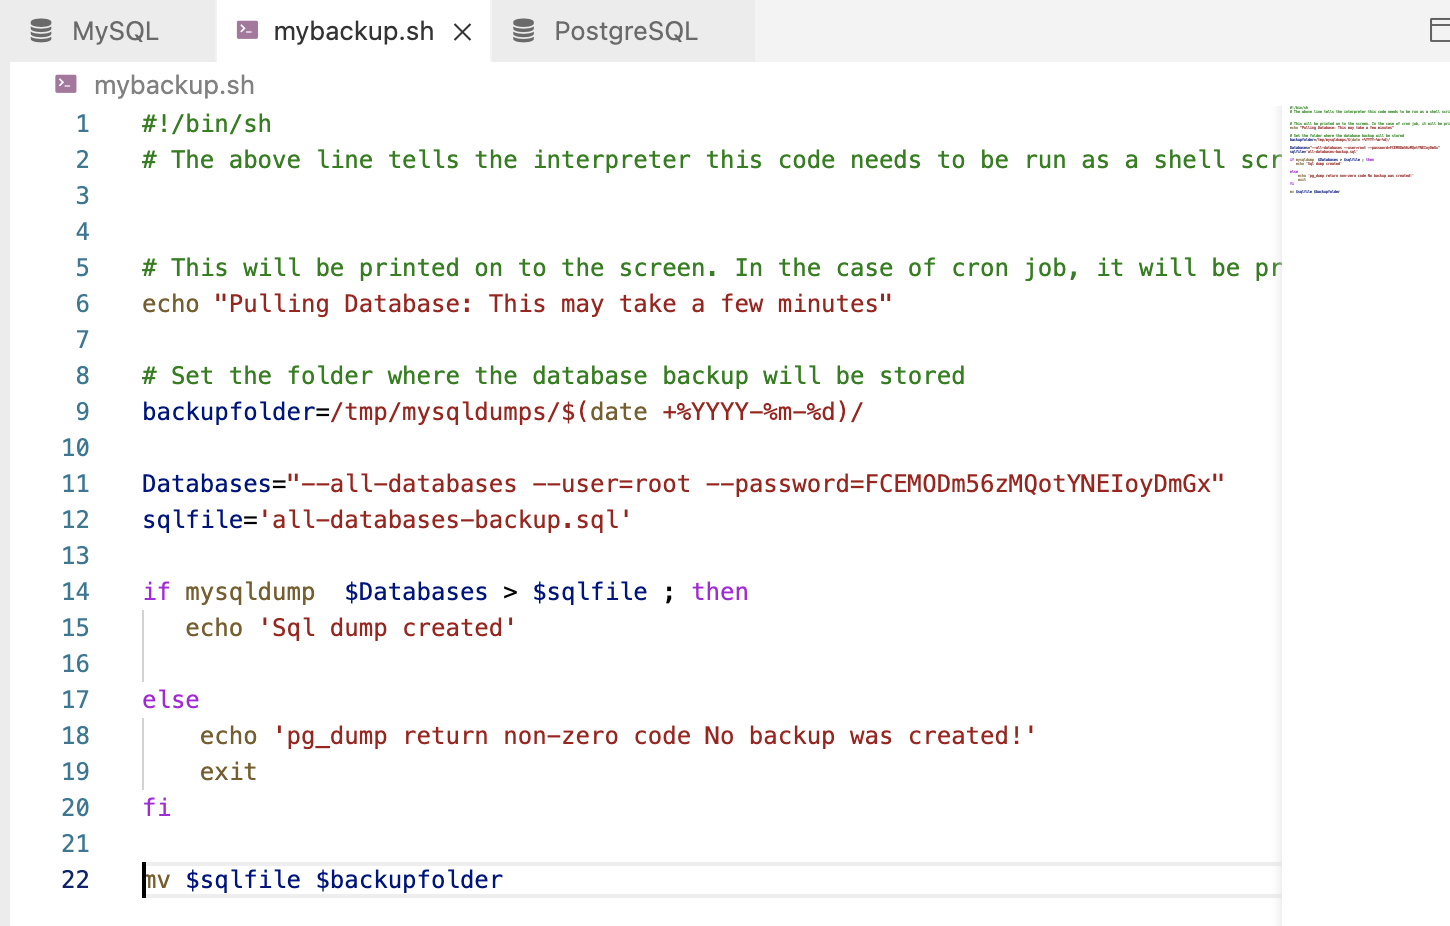 MySQL mybackup.sh PostgreSQL
mybackup.sh
1 #!/bin/sh
2 # The above line tells the interpreter this code needs to be run as a shell scr
3
4
5 # This will be printed on to the screen. In the case of cron job, it will be pr
6 echo "Pulling Database: This may take a few minutes"
7
8 # Set the folder where the database backup will be stored
9 backupfolder=/tmp/mysqldumps/$(date +%YYYY-%m-%d)/
10
11 Databases="--all-databases --user=root --password=FCEMODm56zMQotYNEIoyDmGx"
12 sqlfile='all-databases-backup.sql'
13
14 if mysqldump  $Databases > $sqlfile ; then
15    echo 'Sql dump created'
16
17 else
18     echo 'pg_dump return non-zero code No backup was created!'
19     exit
20 fi
21
22 mv $sqlfile $backupfolder